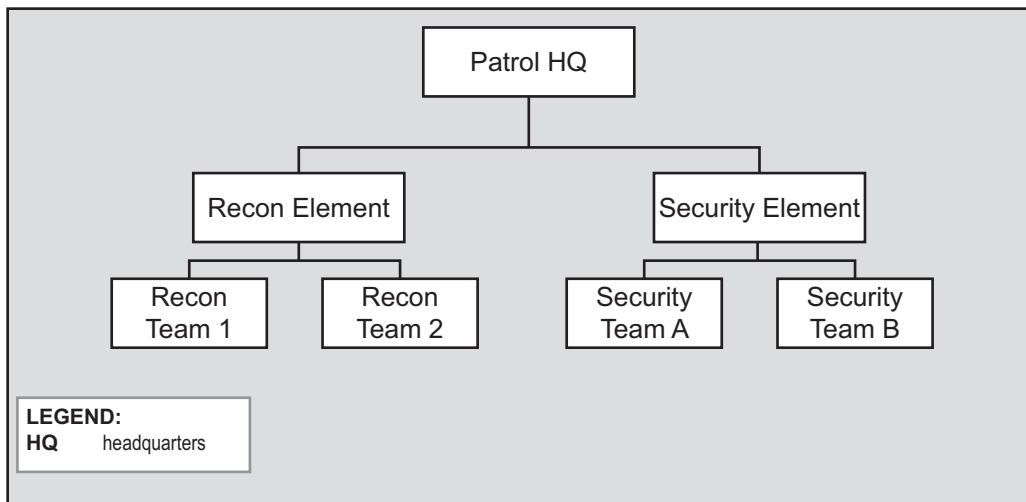 Patrol HQ
Recon Element
Security Element
Recon
Team 1
Recon
Team 2
Security
Team A
Security
Team B
LEGEND:
HQ headquarters